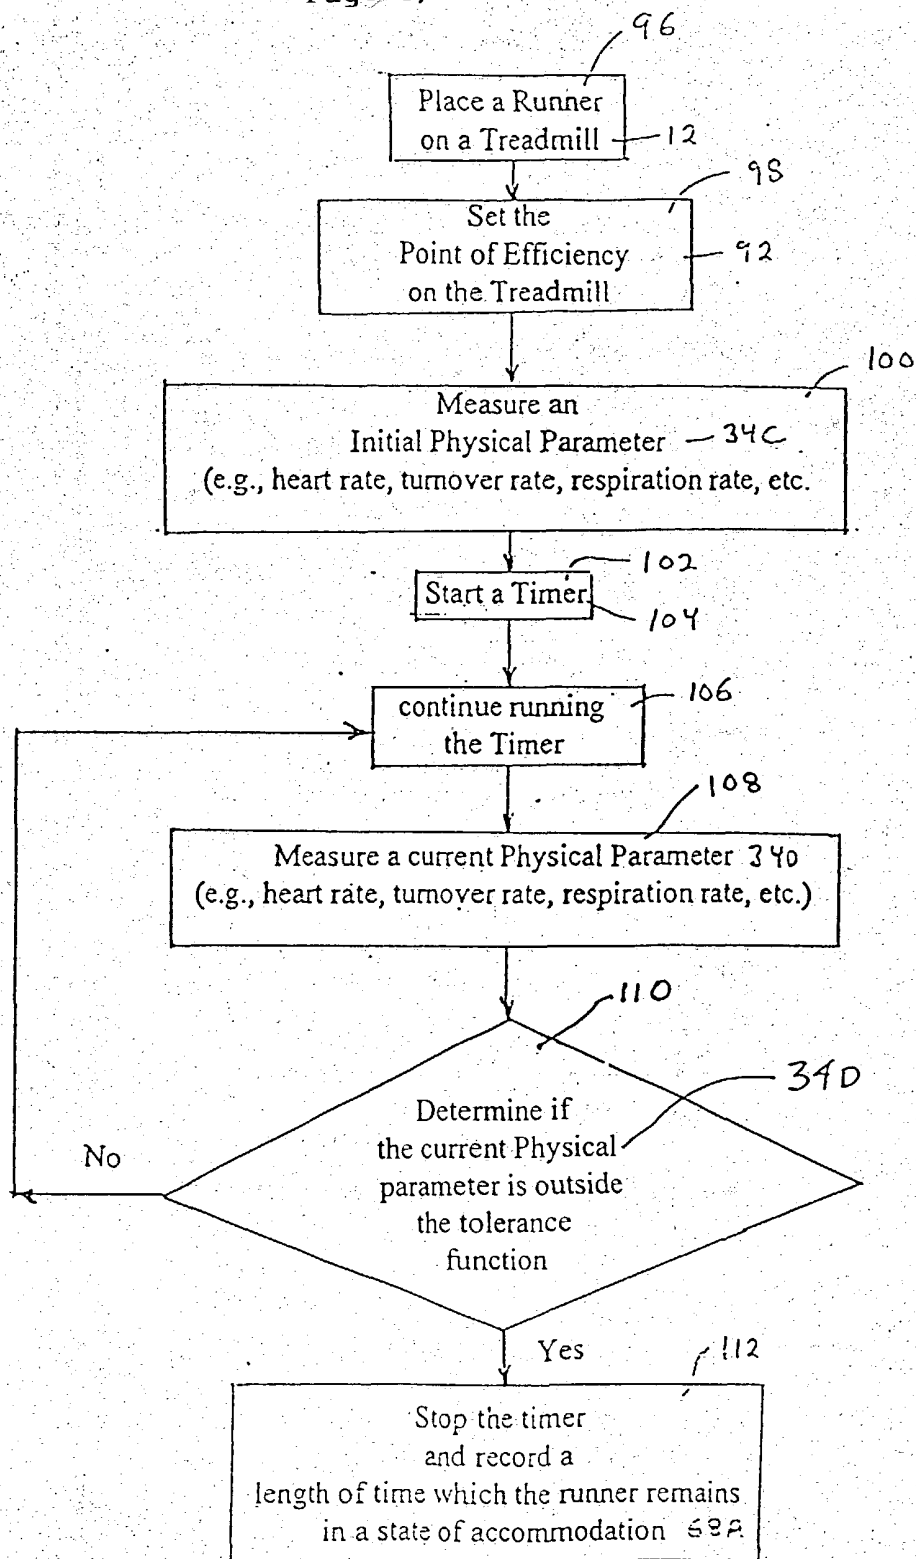 96
Place a Runner
on a Treadmill 12
98
Set the
Point of Efficiency 92
on the Treadmill
100
Measure an
Initial Physical Parameter 34C
(e.g., heart rate, turnover rate, respiration rate, etc.
102
Start a Timer
104
106
continue running
the Timer
108
Measure a current Physical Parameter 34D
(e.g., heart rate, turnover rate, respiration rate, etc.)
110
34D
Determine if
the current Physical
parameter is outside
the tolerance
function
No
Yes
112
Stop the timer
and record a
length of time which the runner remains
in a state of accommodation